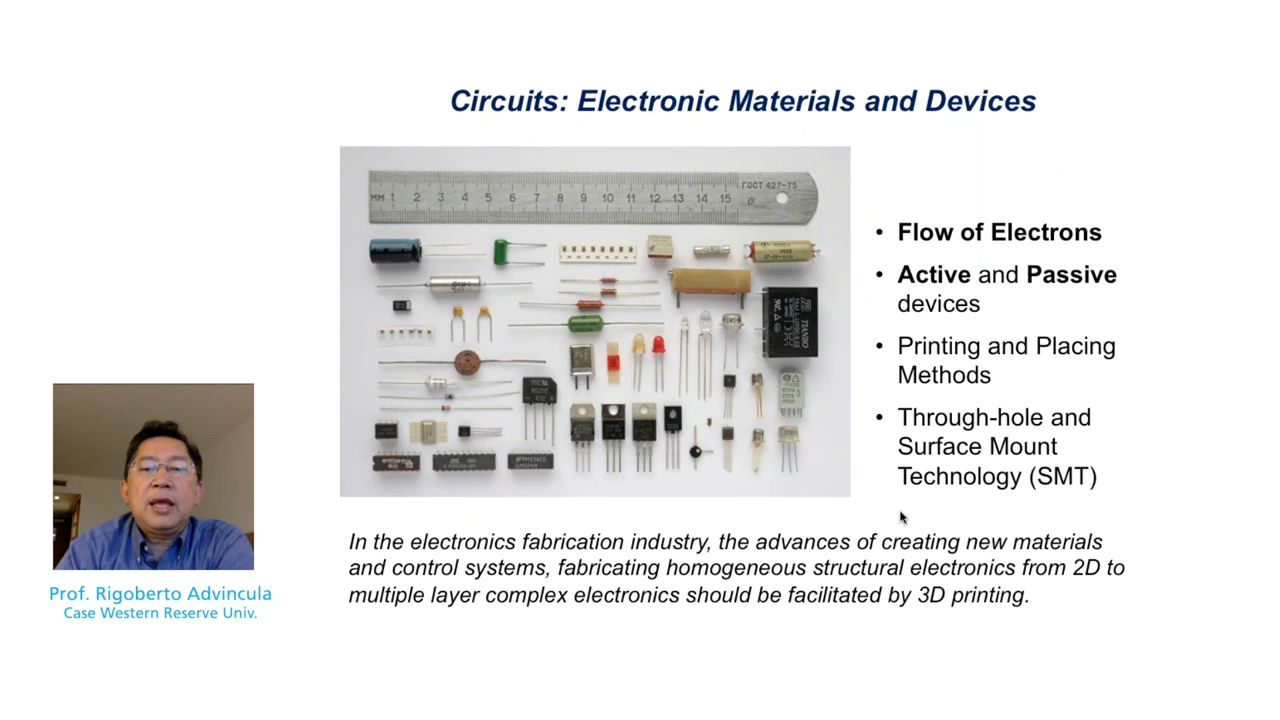 Circuits: Electronic Materials and Devices
ГОСТ 427-75
мм 1 2 3 4 5 6 7 8 9 10 11 12 13 14 15
• Flow of Electrons
• Active and Passive
devices
• Printing and Placing
Methods
• Through-hole and
Surface Mount
Technology (SMT)
TIANBO
In the electronics fabrication industry, the advances of creating new materials
and control systems, fabricating homogeneous structural electronics from 2D to
multiple layer complex electronics should be facilitated by 3D printing.
Prof. Rigoberto Advincula
Case Western Reserve Univ.